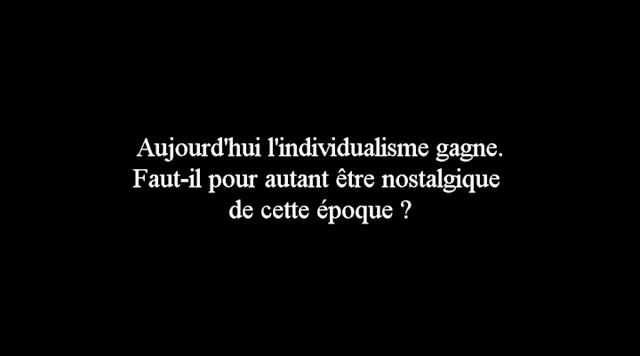 Aujourd'hui l'individualisme gagne.
Faut-il pour autant être nostalgique
de cette époque ?